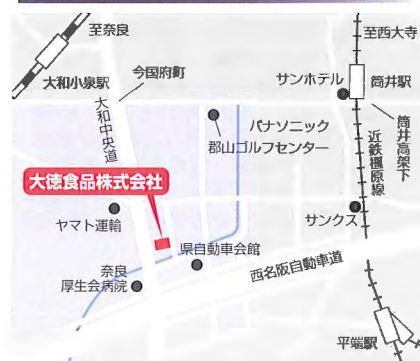 至奈良
至西大寺
大和小泉駅
今国府町
サンホテル
筒井駅
大和中央道
パナソニック
郡山ゴルフセンター
近鉄橿原線
筒井高架下
大徳食品株式会社
ヤマト運輸
サンクス
県自動車会館
奈良
厚生会病院
西名阪自動車道
平端駅